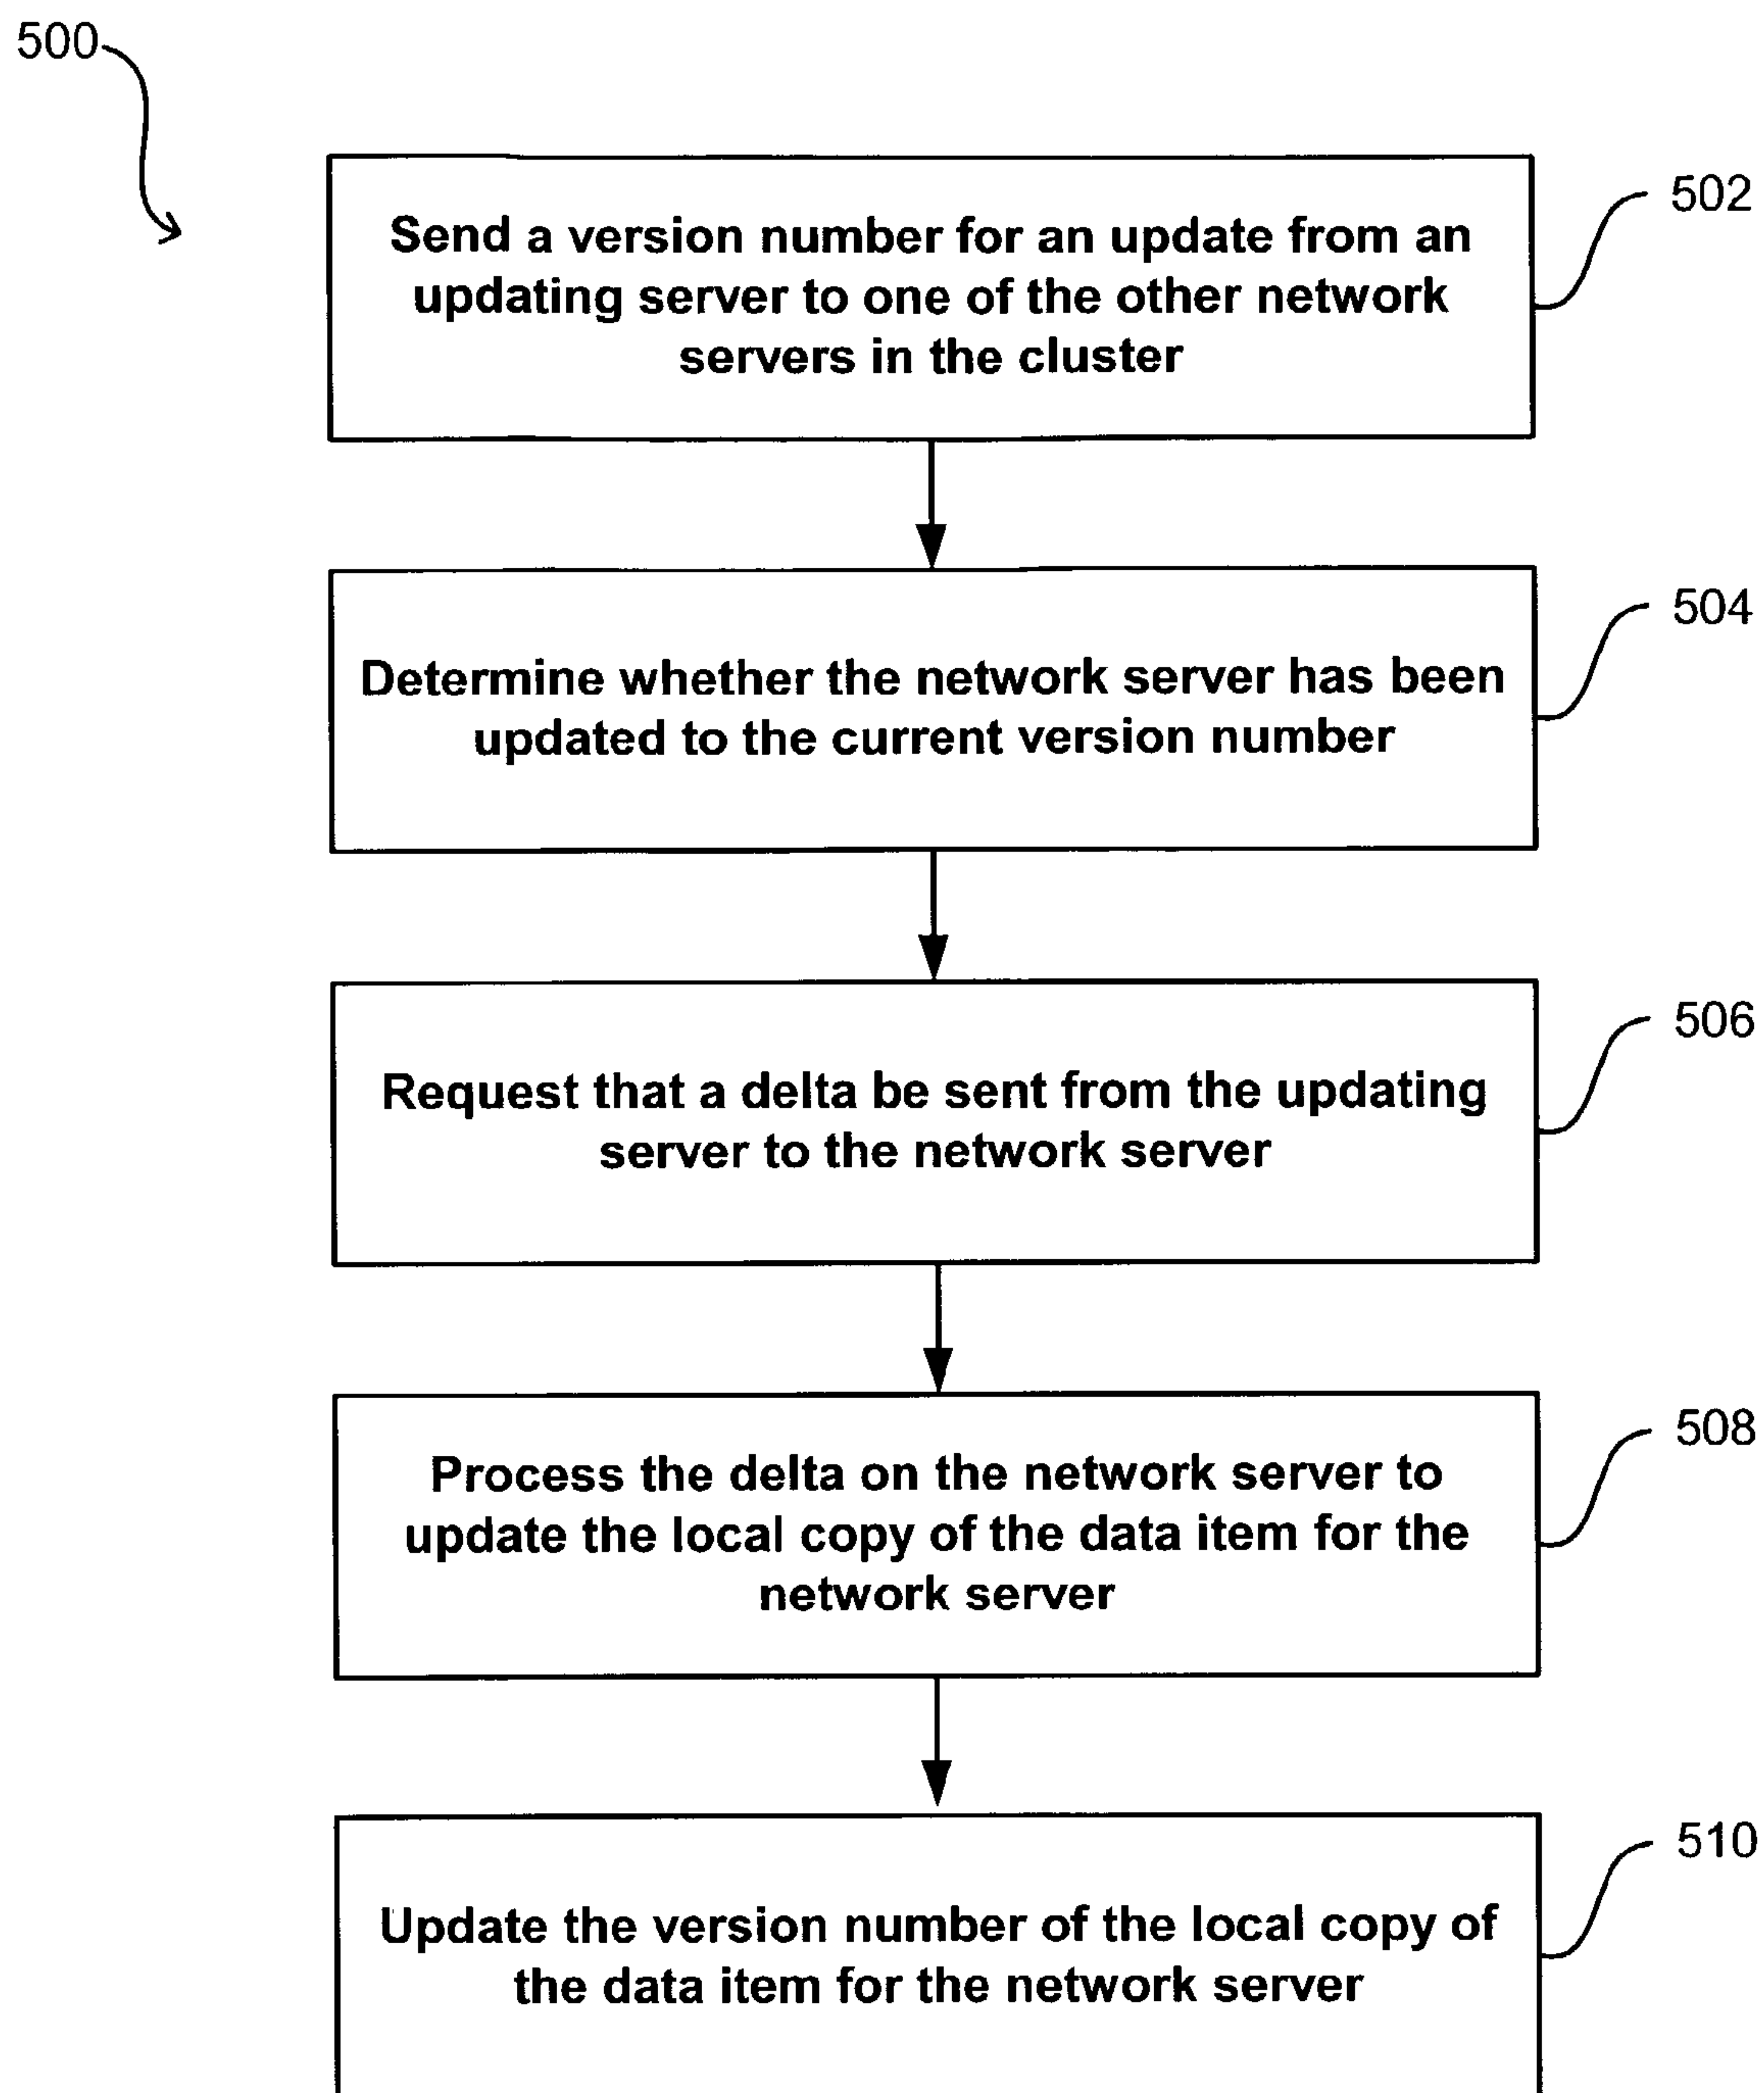 500
Send a version number for an update from an
updating server to one of the other network
servers in the cluster
502
Determine whether the network server has been
updated to the current version number
504
Request that a delta be sent from the updating
server to the network server
506
Process the delta on the network server to
update the local copy of the data item for the
network server
508
Update the version number of the local copy of
the data item for the network server
510